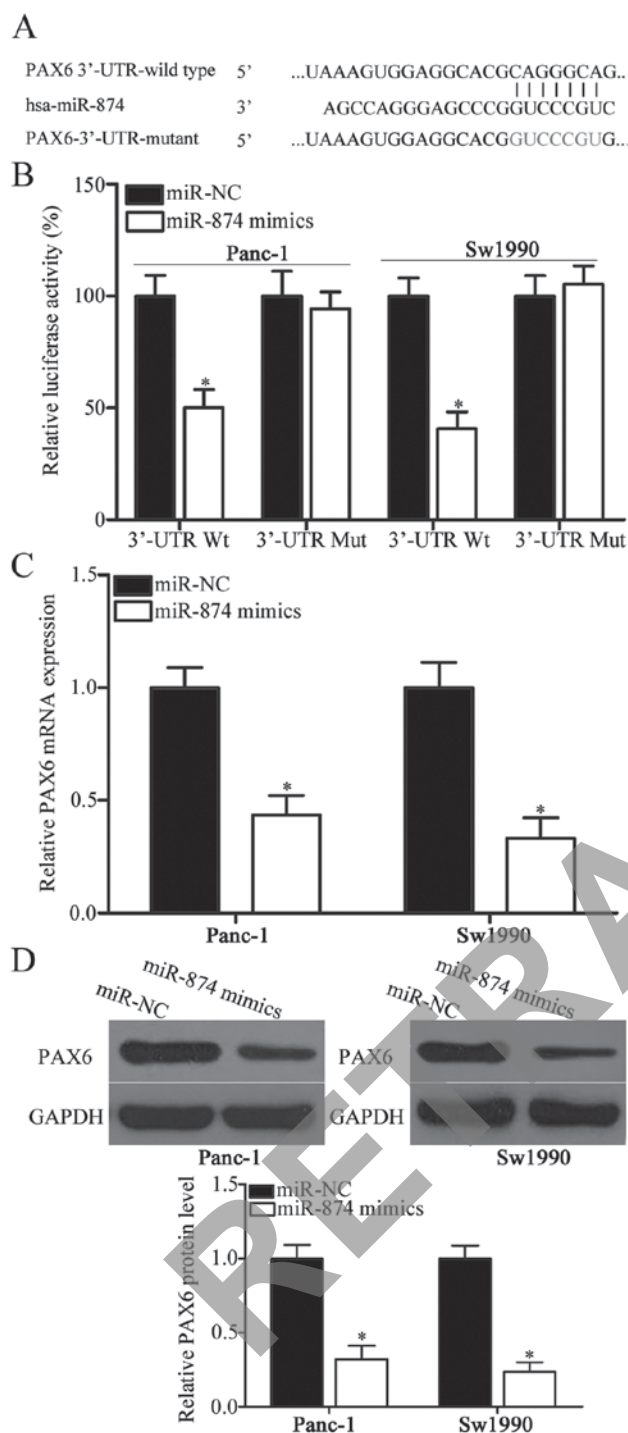 A
PAX6 3'-UTR-wild type 5' ...UAAAGUGGAGGCACGCAGGGCAG...
hsa-miR-874 3' AGCCAGGGAGCCCGGUCCCGUC
PAX6-3'-UTR-mutant 5' ...UAAAGUGGAGGCACGGUCCCGUG...
B
miR-NC
miR-874 mimics
Panc-1 Sw1990
Relative luciferase activity (%)
150
100
50
0
* *
3'-UTR Wt 3'-UTR Mut 3'-UTR Wt 3'-UTR Mut
C
miR-NC
miR-874 mimics
Relative PAX6 mRNA expression
1.5
1.0
0.5
0.0
* *
Panc-1 Sw1990
D
miR-NC miR-874 mimics miR-NC miR-874 mimics
PAX6 PAX6
GAPDH GAPDH
Panc-1 Sw1990
miR-NC
miR-874 mimics
Relative PAX6 protein level
1.5
1.0
0.5
0.0
* *
Panc-1 Sw1990
RETRA